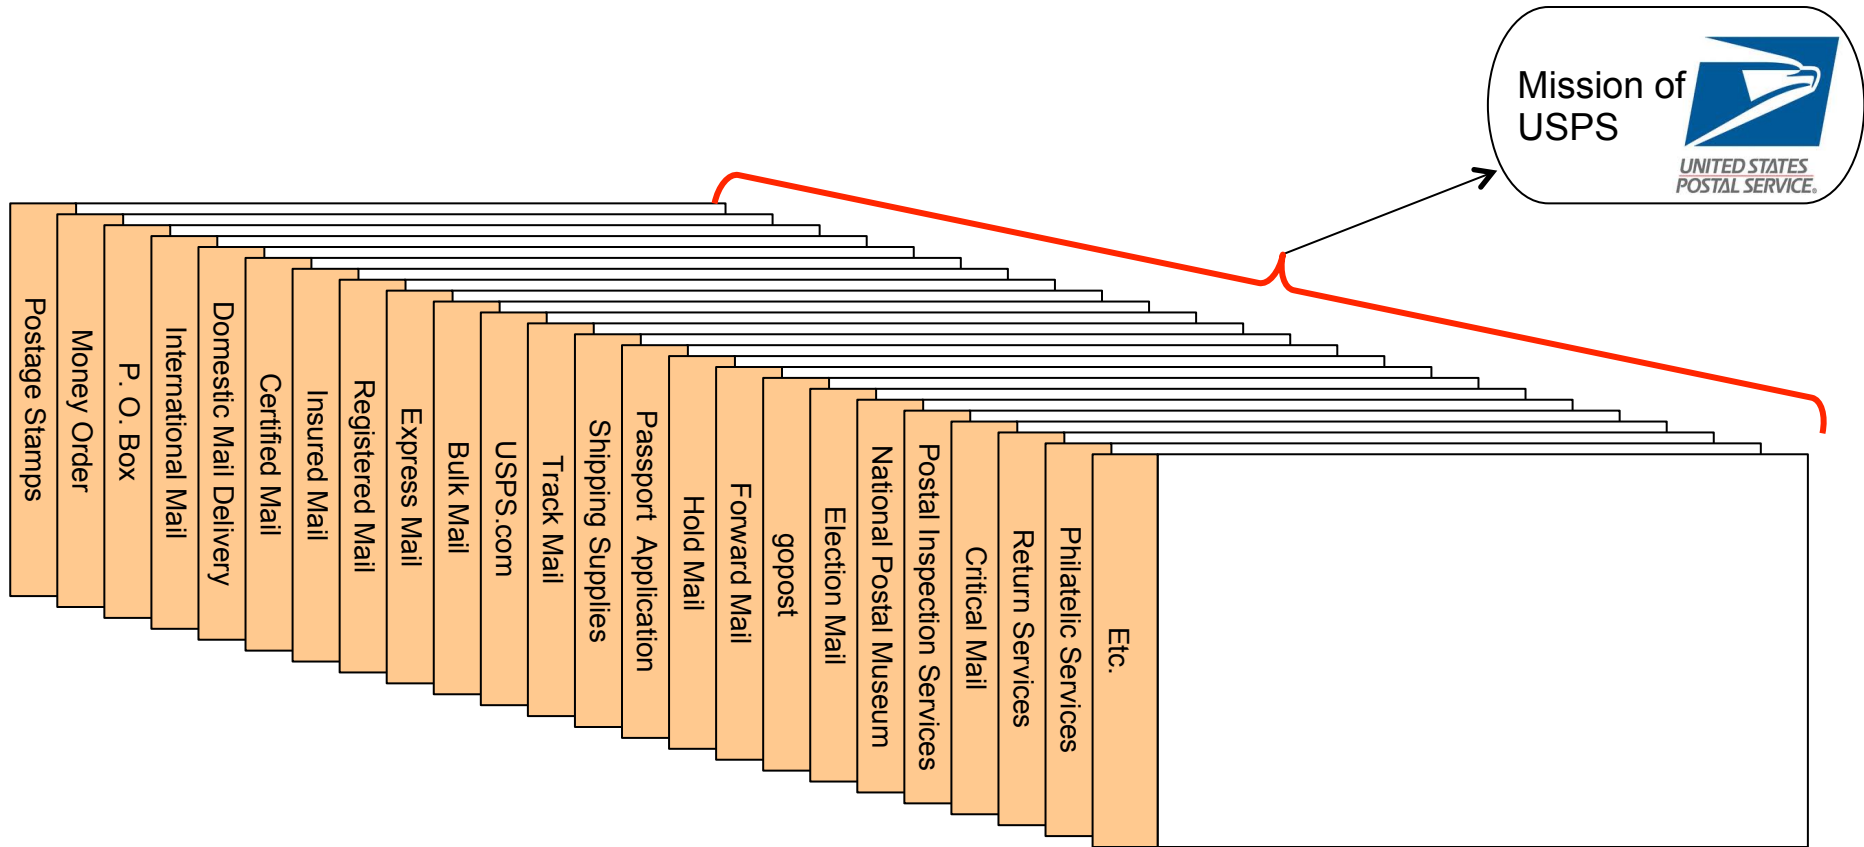 Mission of
USPS
UNITED STATES
POSTAL SERVICE®
Postage Stamps
Money Order
P. O. Box
International Mail
Domestic Mail Delivery
Certified Mail
Insured Mail
Registered Mail
Express Mail
Bulk Mail
USPS.com
Track Mail
Shipping Supplies
Passport Application
Hold Mail
Forward Mail
gopost
Election Mail
National Postal Museum
Postal Inspection Services
Critical Mail
Return Services
Philatelic Services
Etc.